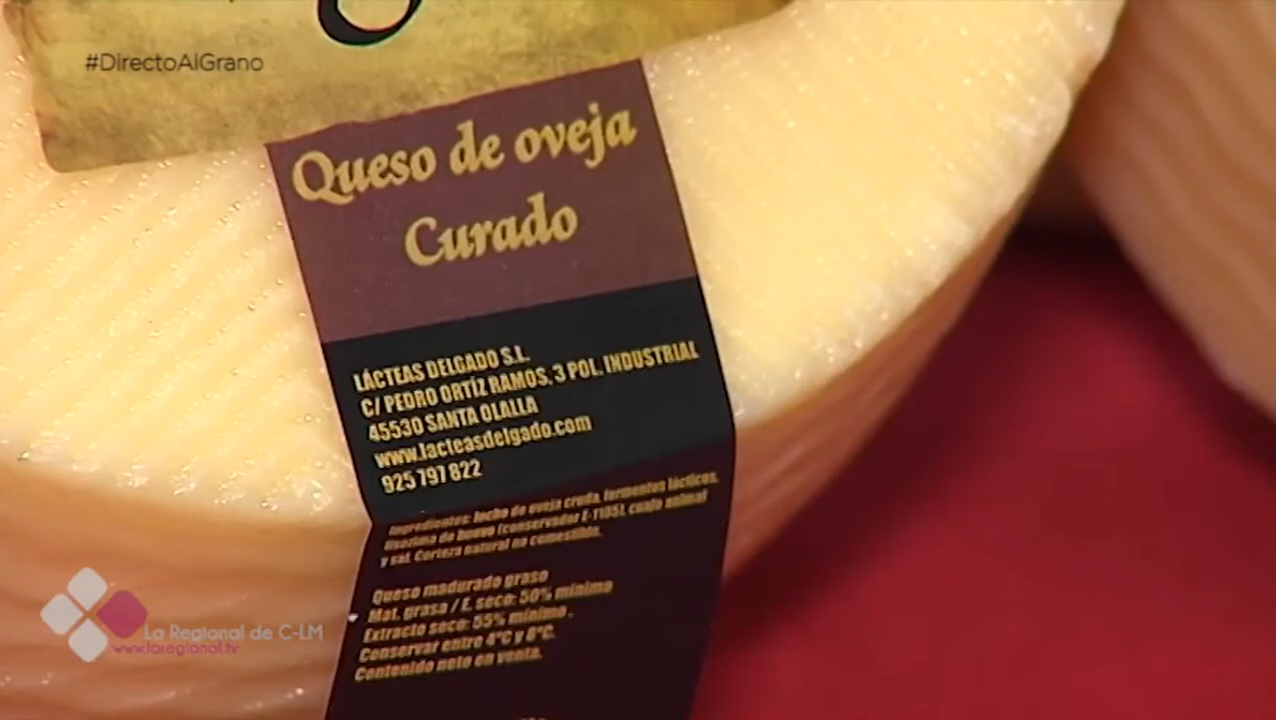 #DirectoAlGrano
Queso de oveja
Curado
LÁCTEAS DELGADO S.L.
C/ PEDRO ORTÍZ RAMOS, 3 POL. INDUSTRIAL
45530 SANTA OLALLA
www.lacteasdelgado.com
925 797 822
Ingredientes: leche de oveja cruda, fermentos lácticos,
lisozima de huevo (conservador E-1105), cuajo animal
y sal. Corteza natural no comestible.
Queso madurado graso
Mat. grasa / E. seco: 50% mínimo
Extracto seco: 55% mínimo.
Conservar entre 4°C y 8°C.
Contenido neto en venta.
La Regional de C-LM
www.laregional.tv